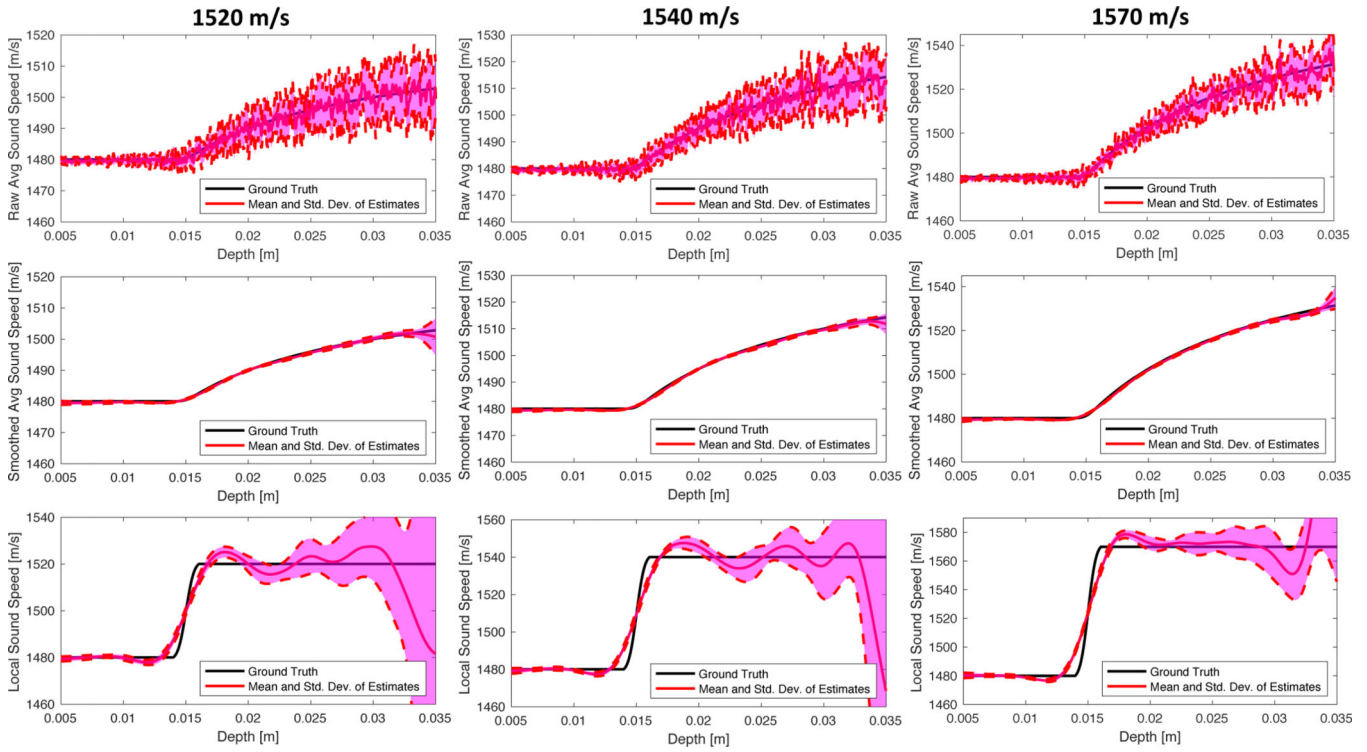 1520 m/s
1540 m/s
1570 m/s
Raw Avg Sound Speed [m/s]
1520
1510
1500
1490
1480
1470
1460
Ground Truth
Mean and Std. Dev. of Estimates
0.005 0.01 0.015 0.02 0.025 0.03 0.035
Depth [m]
Raw Avg Sound Speed [m/s]
1530
1520
1510
1500
1490
1480
1470
1460
Ground Truth
Mean and Std. Dev. of Estimates
0.005 0.01 0.015 0.02 0.025 0.03 0.035
Depth [m]
Raw Avg Sound Speed [m/s]
1540
1520
1500
1480
1460
Ground Truth
Mean and Std. Dev. of Estimates
0.005 0.01 0.015 0.02 0.025 0.03 0.035
Depth [m]
Smoothed Avg Sound Speed [m/s]
1520
1510
1500
1490
1480
1470
1460
Ground Truth
Mean and Std. Dev. of Estimates
0.005 0.01 0.015 0.02 0.025 0.03 0.035
Depth [m]
Smoothed Avg Sound Speed [m/s]
1530
1520
1510
1500
1490
1480
1470
1460
Ground Truth
Mean and Std. Dev. of Estimates
0.005 0.01 0.015 0.02 0.025 0.03 0.035
Depth [m]
Smoothed Avg Sound Speed [m/s]
1540
1520
1500
1480
1460
Ground Truth
Mean and Std. Dev. of Estimates
0.005 0.01 0.015 0.02 0.025 0.03 0.035
Depth [m]
Local Sound Speed [m/s]
1540
1520
1500
1480
1460
Ground Truth
Mean and Std. Dev. of Estimates
0.005 0.01 0.015 0.02 0.025 0.03 0.035
Depth [m]
Local Sound Speed [m/s]
1560
1540
1520
1500
1480
1460
Ground Truth
Mean and Std. Dev. of Estimates
0.005 0.01 0.015 0.02 0.025 0.03 0.035
Depth [m]
Local Sound Speed [m/s]
1580
1560
1540
1520
1500
1480
1460
Ground Truth
Mean and Std. Dev. of Estimates
0.005 0.01 0.015 0.02 0.025 0.03 0.035
Depth [m]